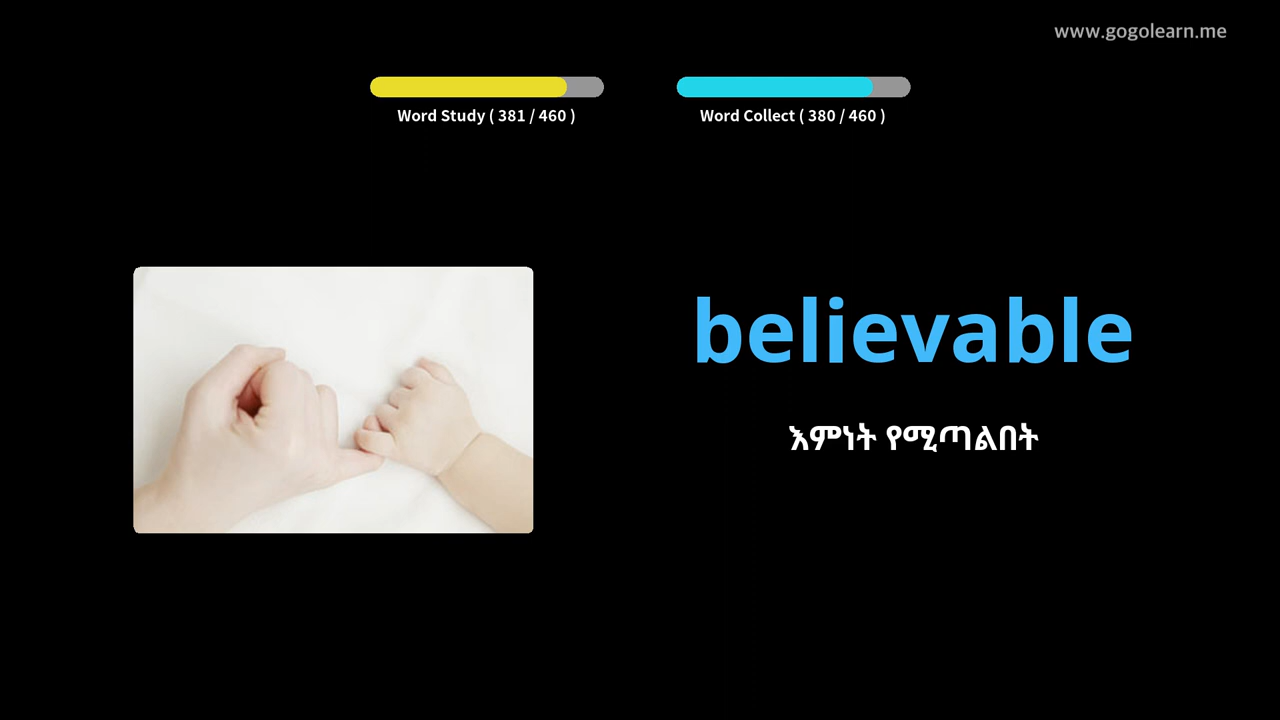 www.gogolearn.me
Word Study ( 381 / 460 )
Word Collect ( 380 / 460 )
believable
እምነት የሚጣልበት